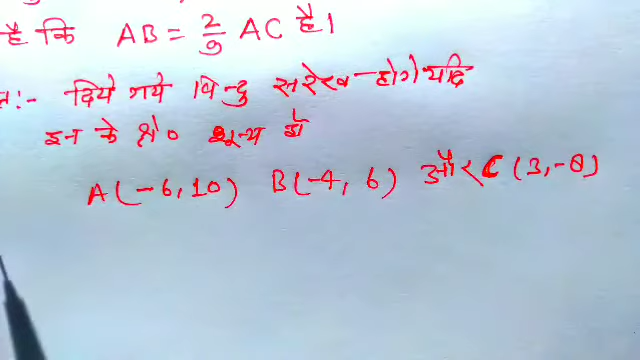 है कि AB = 2/9 AC है।
:- दिये गये विन्दु सरेख होगे यदि
इन के क्षे० शून्य हो
A(-6,10) B(-4, 6) और C (3,-8)